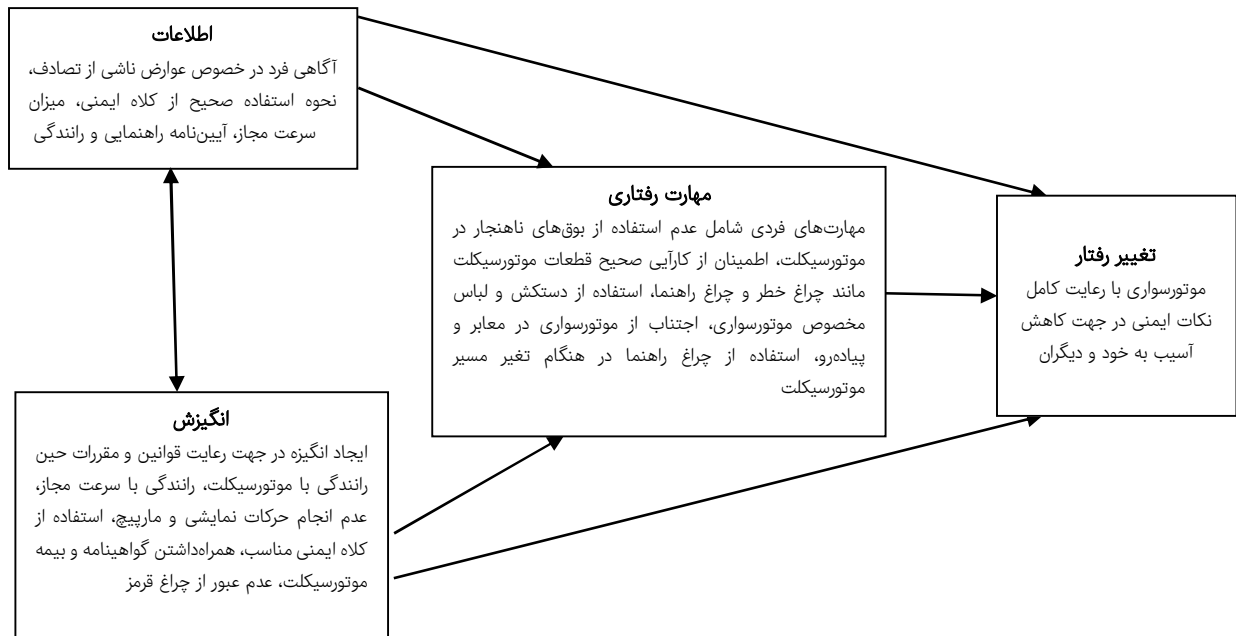 اطلاعات
آگاهی فرد در خصوص عوارض ناشی از تصادف،
نحوه استفاده صحیح از کلاه ایمنی، میزان
سرعت مجاز، آیین‌نامه راهنمایی و رانندگی
مهارت رفتاری
مهارت‌های فردی شامل عدم استفاده از بوق‌های ناهنجار در
موتورسیکلت، اطمینان از کارآیی صحیح قطعات موتورسیکلت
مانند چراغ خطر و چراغ راهنما، استفاده از دستکش و لباس
مخصوص موتورسواری، اجتناب از موتورسواری در معابر و
پیاده‌رو، استفاده از چراغ راهنما در هنگام تغیر مسیر
موتورسیکلت
تغییر رفتار
موتورسواری با رعایت کامل
نکات ایمنی در جهت کاهش
آسیب به خود و دیگران
انگیزش
ایجاد انگیزه در جهت رعایت قوانین و مقررات حین
رانندگی با موتورسیکلت، رانندگی با سرعت مجاز،
عدم انجام حرکات نمایشی و مارپیچ، استفاده از
کلاه ایمنی مناسب، همراه‌داشتن گواهینامه و بیمه
موتورسیکلت، عدم عبور از چراغ قرمز